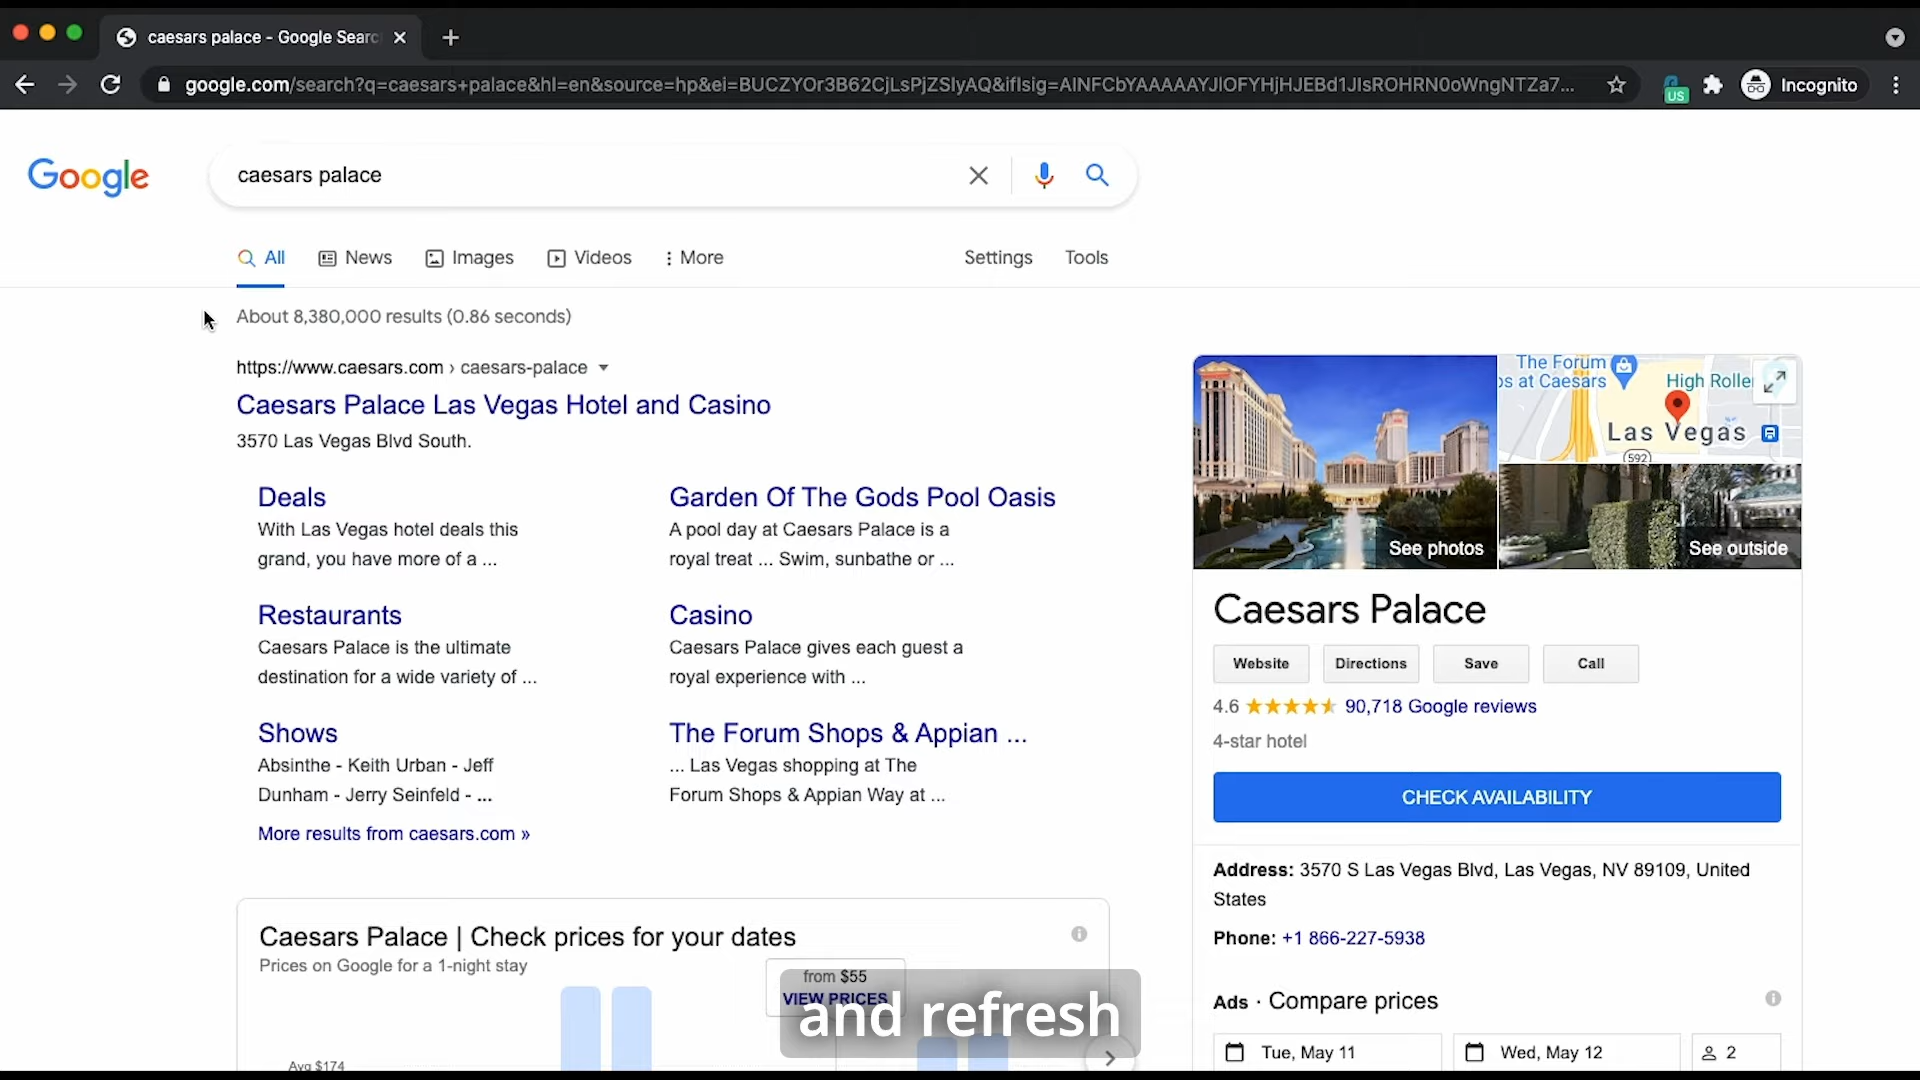 caesars palace - Google Searc
google.com/search?q=caesars+palace&hl=en&source=hp&ei=BUCZYOr3B62CjLsPjZSIyAQ&iflsig=AINFCbYAAAAAYJlOFYHjHJEBd1JIsROHRN0oWngNTZa7...
US
Incognito
Google
caesars palace
All
News
Images
Videos
More
Settings
Tools
About 8,380,000 results (0.86 seconds)
https://www.caesars.com › caesars-palace
Caesars Palace Las Vegas Hotel and Casino
3570 Las Vegas Blvd South.
Deals
With Las Vegas hotel deals this
grand, you have more of a ...
Garden Of The Gods Pool Oasis
A pool day at Caesars Palace is a
royal treat ... Swim, sunbathe or ...
Restaurants
Caesars Palace is the ultimate
destination for a wide variety of ...
Casino
Caesars Palace gives each guest a
royal experience with ...
Shows
Absinthe - Keith Urban - Jeff
Dunham - Jerry Seinfeld - ...
The Forum Shops & Appian ...
... Las Vegas shopping at The
Forum Shops & Appian Way at ...
More results from caesars.com »
Caesars Palace | Check prices for your dates
Prices on Google for a 1-night stay
from $55
VIEW PRICES
Avg $174
and refresh
The Forum
ps at Caesars
High Roller
Las Vegas
592
See photos
See outside
Caesars Palace
Website
Directions
Save
Call
4.6
90,718 Google reviews
4-star hotel
CHECK AVAILABILITY
Address: 3570 S Las Vegas Blvd, Las Vegas, NV 89109, United
States
Phone: +1 866-227-5938
Ads · Compare prices
Tue, May 11
Wed, May 12
2